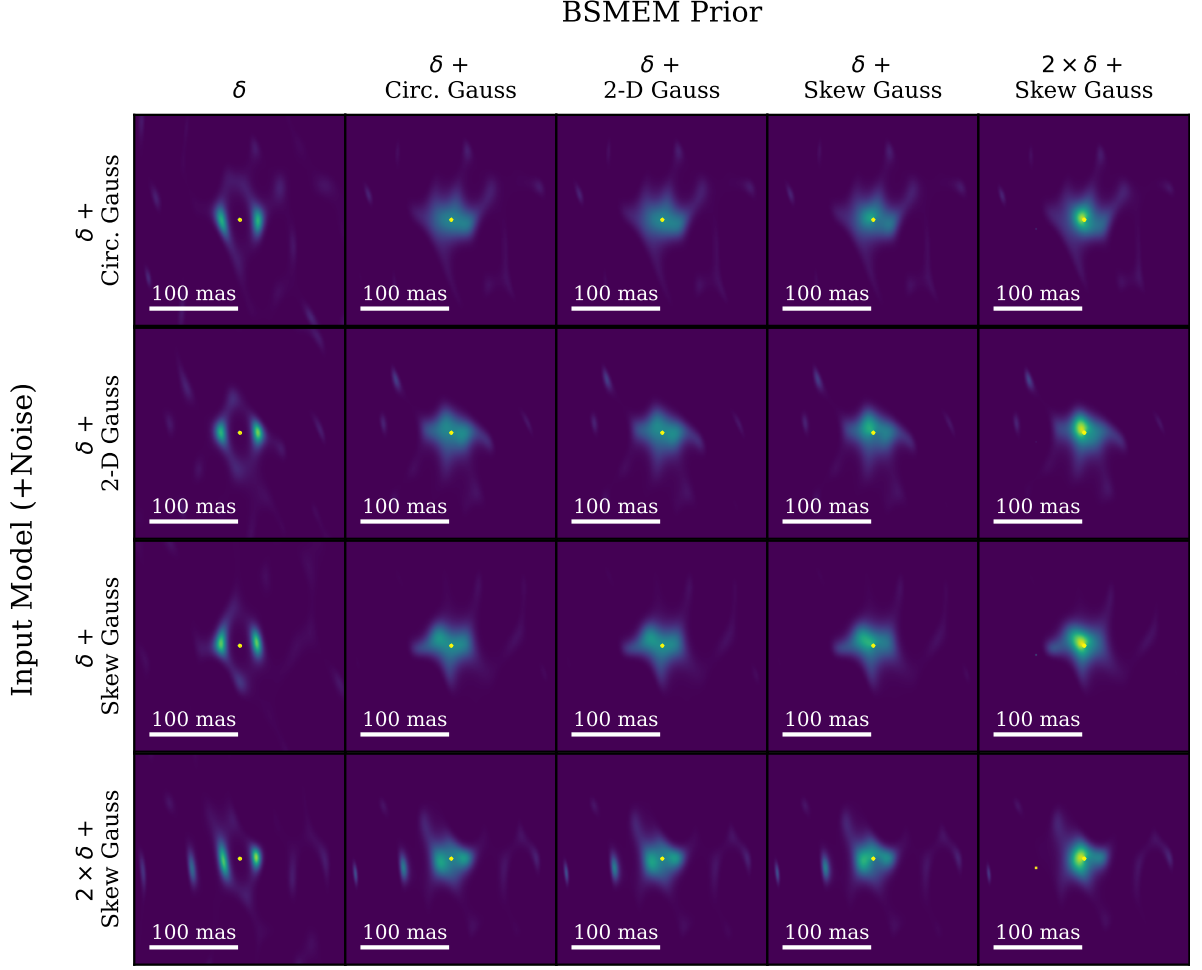 BSMEM Prior
δ
δ +
Circ. Gauss
δ +
2-D Gauss
δ +
Skew Gauss
2 × δ +
Skew Gauss
Input Model (+Noise)
δ +
Circ. Gauss
100 mas
100 mas
100 mas
100 mas
100 mas
δ +
2-D Gauss
100 mas
100 mas
100 mas
100 mas
100 mas
δ +
Skew Gauss
100 mas
100 mas
100 mas
100 mas
100 mas
2 × δ +
Skew Gauss
100 mas
100 mas
100 mas
100 mas
100 mas